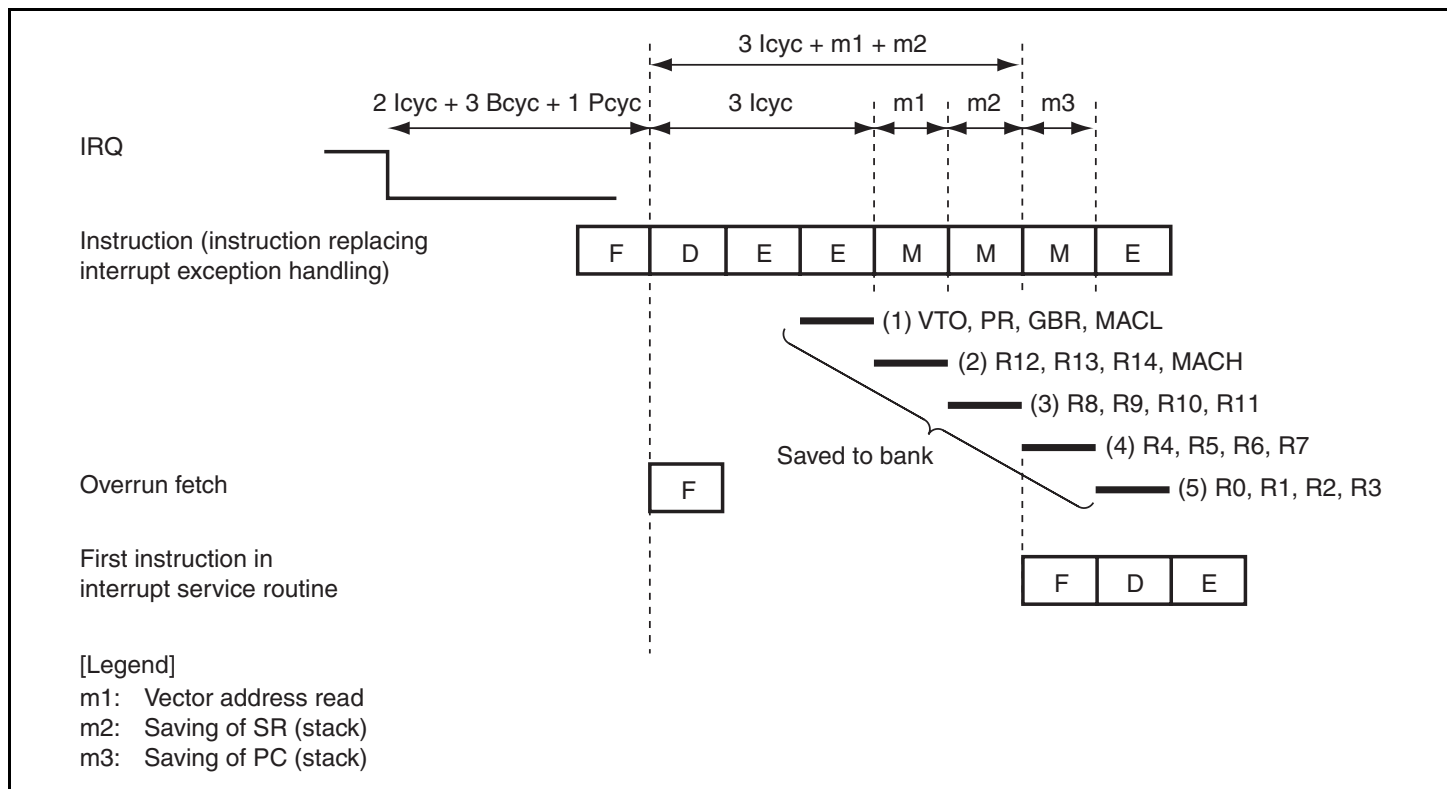 3 Icyc + m1 + m2
2 Icyc + 3 Bcyc + 1 Pcyc
3 Icyc
m1
m2
m3
IRQ
Instruction (instruction replacing
interrupt exception handling)
F
D
E
E
M
M
M
E
(1) VTO, PR, GBR, MACL
(2) R12, R13, R14, MACH
(3) R8, R9, R10, R11
(4) R4, R5, R6, R7
Saved to bank
(5) R0, R1, R2, R3
Overrun fetch
F
First instruction in
interrupt service routine
F
D
E
[Legend]
m1: Vector address read
m2: Saving of SR (stack)
m3: Saving of PC (stack)